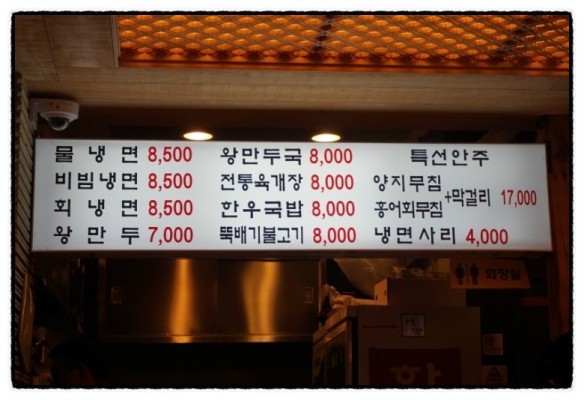 물냉면 8,500
비빔냉면 8,500
회냉면 8,500
왕만두 7,000
왕만두국 8,000
전통육개장 8,000
한우국밥 8,000
뚝배기불고기 8,000
특선안주
양지무침
홍어회무침
+막걸리 17,000
냉면사리 4,000
화장실